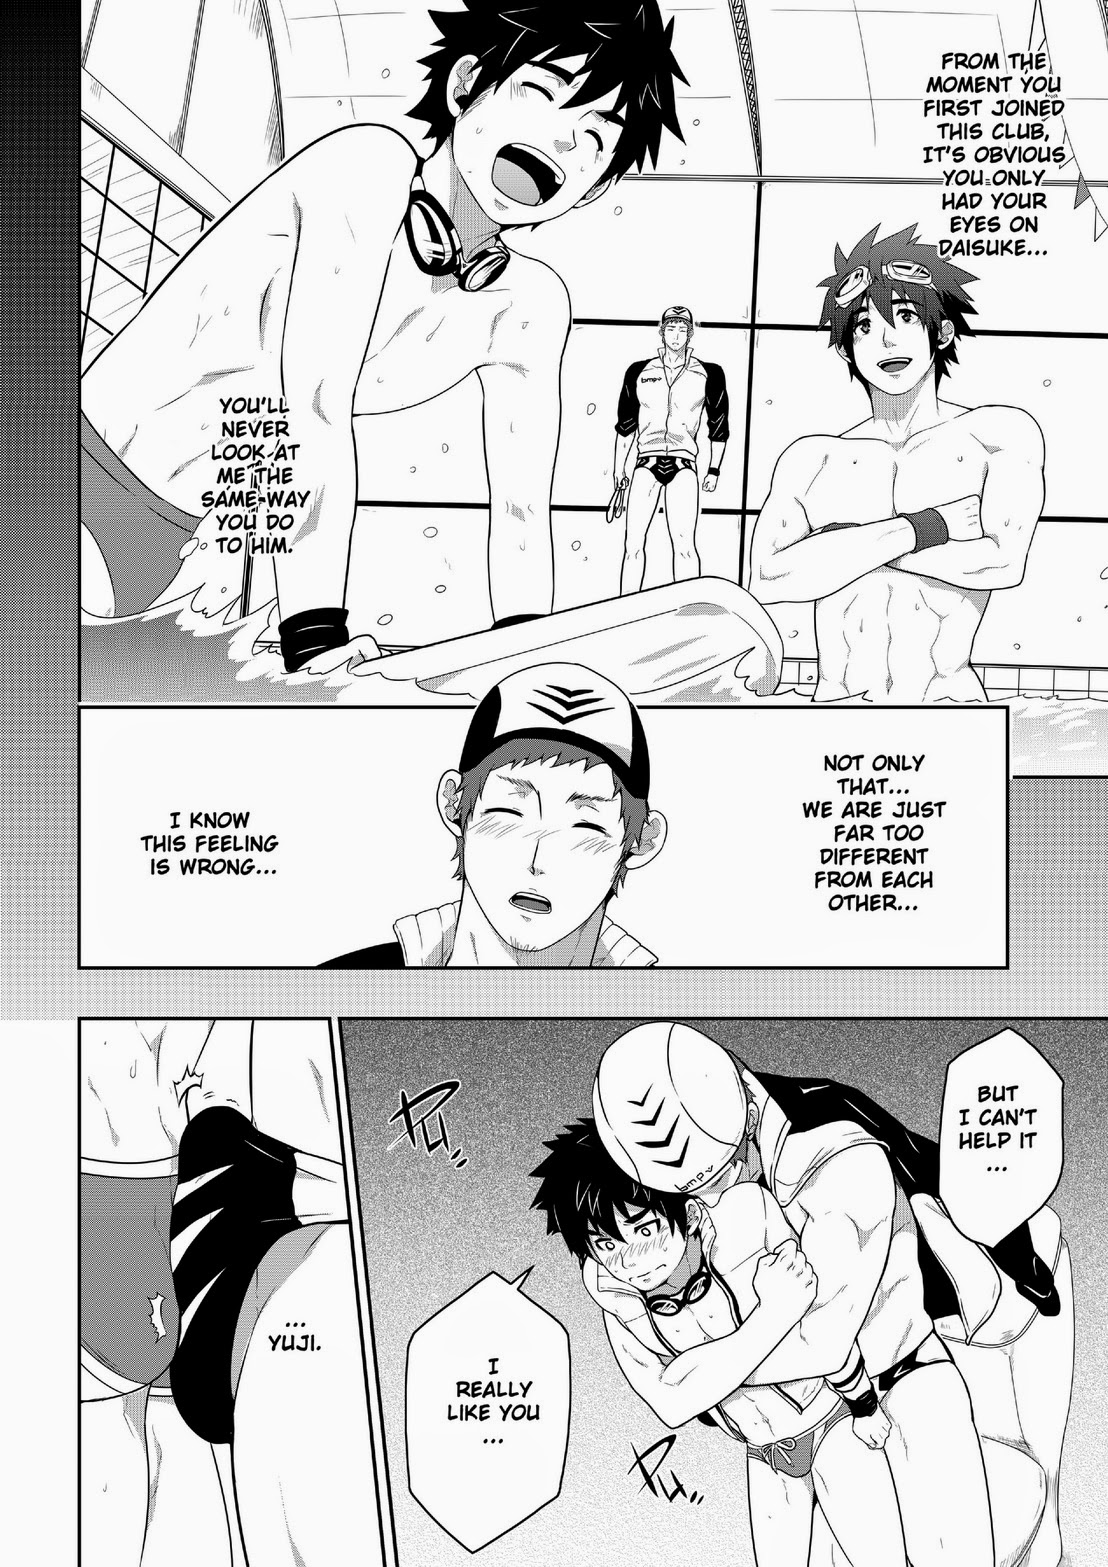 FROM THE
MOMENT YOU
FIRST JOINED
THIS CLUB,
IT'S OBVIOUS
YOU ONLY
HAD YOUR
EYES ON
DAISUKE...
bmpv
YOU'LL
NEVER
LOOK AT
ME THE
SAME WAY
YOU DO
TO HIM.
NOT ONLY
THAT...
WE ARE JUST
FAR TOO
DIFFERENT
FROM EACH
OTHER...
I KNOW
THIS FEELING
IS WRONG...
BUT
I CAN'T
HELP IT
...
bmpv
I
REALLY
LIKE YOU
...
...
YUJI.